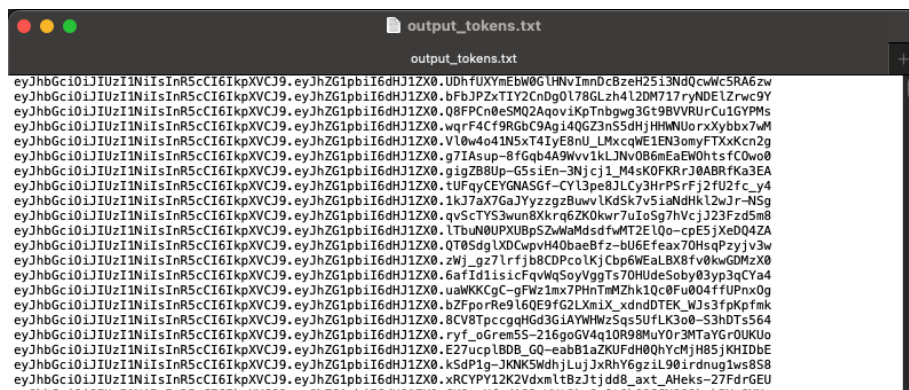 output_tokens.txt
output_tokens.txt
+
eyJhbGciOiJIUzI1NiIsInR5cCI6IkpXVCJ9.eyJhZG1pbiI6dHJ1ZX0.UDhfUXYmEbW0GlHNvImnDcBzeH25i3NdQcwWc5RA6zw
eyJhbGciOiJIUzI1NiIsInR5cCI6IkpXVCJ9.eyJhZG1pbiI6dHJ1ZX0.bFbJPZxTIY2CnDgOl78GLzh4l2DM717ryNDElZrwc9Y
eyJhbGciOiJIUzI1NiIsInR5cCI6IkpXVCJ9.eyJhZG1pbiI6dHJ1ZX0.Q8FPCn0eSMQ2AqoviKpTnbgwg3Gt9BVVRUrCu1GYPMs
eyJhbGciOiJIUzI1NiIsInR5cCI6IkpXVCJ9.eyJhZG1pbiI6dHJ1ZX0.wqrF4Cf9RGbC9Agi4QGZ3nS5dHjHHWNUorxXybbx7wM
eyJhbGciOiJIUzI1NiIsInR5cCI6IkpXVCJ9.eyJhZG1pbiI6dHJ1ZX0.Vl0w4o41N5xT4IyE8nU_LMxcqWE1EN3omyFTXxKcn2g
eyJhbGciOiJIUzI1NiIsInR5cCI6IkpXVCJ9.eyJhZG1pbiI6dHJ1ZX0.g7IAsup-8fGqb4A9Wvv1kLJNvOB6mEaEWOhtsfCOwo0
eyJhbGciOiJIUzI1NiIsInR5cCI6IkpXVCJ9.eyJhZG1pbiI6dHJ1ZX0.gigZB8Up-G5siEn-3Njcj1_M4sKOFKRrJ0ABRfKa3EA
eyJhbGciOiJIUzI1NiIsInR5cCI6IkpXVCJ9.eyJhZG1pbiI6dHJ1ZX0.tUFqyCEYGNASGf-CYl3pe8JLCy3HrPSrFj2fU2fc_y4
eyJhbGciOiJIUzI1NiIsInR5cCI6IkpXVCJ9.eyJhZG1pbiI6dHJ1ZX0.1kJ7aX7GaJYyzzgzBuwvlKdSk7v5iaNdHkl2wJr-NSg
eyJhbGciOiJIUzI1NiIsInR5cCI6IkpXVCJ9.eyJhZG1pbiI6dHJ1ZX0.qvScTYS3wun8Xkrq6ZKOkwr7uIoSg7hVcjJ23Fzd5m8
eyJhbGciOiJIUzI1NiIsInR5cCI6IkpXVCJ9.eyJhZG1pbiI6dHJ1ZX0.lTbuN0UPXUBpSZwWaMdsdfwMT2ElQo-cpE5jXeDQ4ZA
eyJhbGciOiJIUzI1NiIsInR5cCI6IkpXVCJ9.eyJhZG1pbiI6dHJ1ZX0.QT0SdglXDCwpvH4ObaeBfz-bU6Efeax7OHsqPzyjv3w
eyJhbGciOiJIUzI1NiIsInR5cCI6IkpXVCJ9.eyJhZG1pbiI6dHJ1ZX0.zWj_gz7lrfjb8CDPcolKjCbp6WEaLBX8fv0kwGDMzX0
eyJhbGciOiJIUzI1NiIsInR5cCI6IkpXVCJ9.eyJhZG1pbiI6dHJ1ZX0.6afId1isicFqvWqSoyVggTs7OHUdeSoby03yp3qCYa4
eyJhbGciOiJIUzI1NiIsInR5cCI6IkpXVCJ9.eyJhZG1pbiI6dHJ1ZX0.uaWKKCgC-gFWz1mx7PHnTmMZhk1Qc0Fu0O4ffUPnxOg
eyJhbGciOiJIUzI1NiIsInR5cCI6IkpXVCJ9.eyJhZG1pbiI6dHJ1ZX0.bZFporRe9l6QE9fG2LXmiX_xdndDTEK_WJs3fpKpfmk
eyJhbGciOiJIUzI1NiIsInR5cCI6IkpXVCJ9.eyJhZG1pbiI6dHJ1ZX0.8CV8TpccgqHGd3GiAYWHWzSqs5UfLK3o0-S3hDTs564
eyJhbGciOiJIUzI1NiIsInR5cCI6IkpXVCJ9.eyJhZG1pbiI6dHJ1ZX0.ryf_oGrem5S-216goGV4q1OR98MuYOr3MTaYGrOUKUo
eyJhbGciOiJIUzI1NiIsInR5cCI6IkpXVCJ9.eyJhZG1pbiI6dHJ1ZX0.E27ucplBDB_GQ-eabB1aZKUFdH0QhYcMjH85jKHIDbE
eyJhbGciOiJIUzI1NiIsInR5cCI6IkpXVCJ9.eyJhZG1pbiI6dHJ1ZX0.kSdP1g-JKNK5WdhjLujJxRhY6gziL90irdnug1ws8S8
eyJhbGciOiJIUzI1NiIsInR5cCI6IkpXVCJ9.eyJhZG1pbiI6dHJ1ZX0.xRCYPY12K2VdxmltBzJtjdd8_axt_AHeks-27FdrGEU